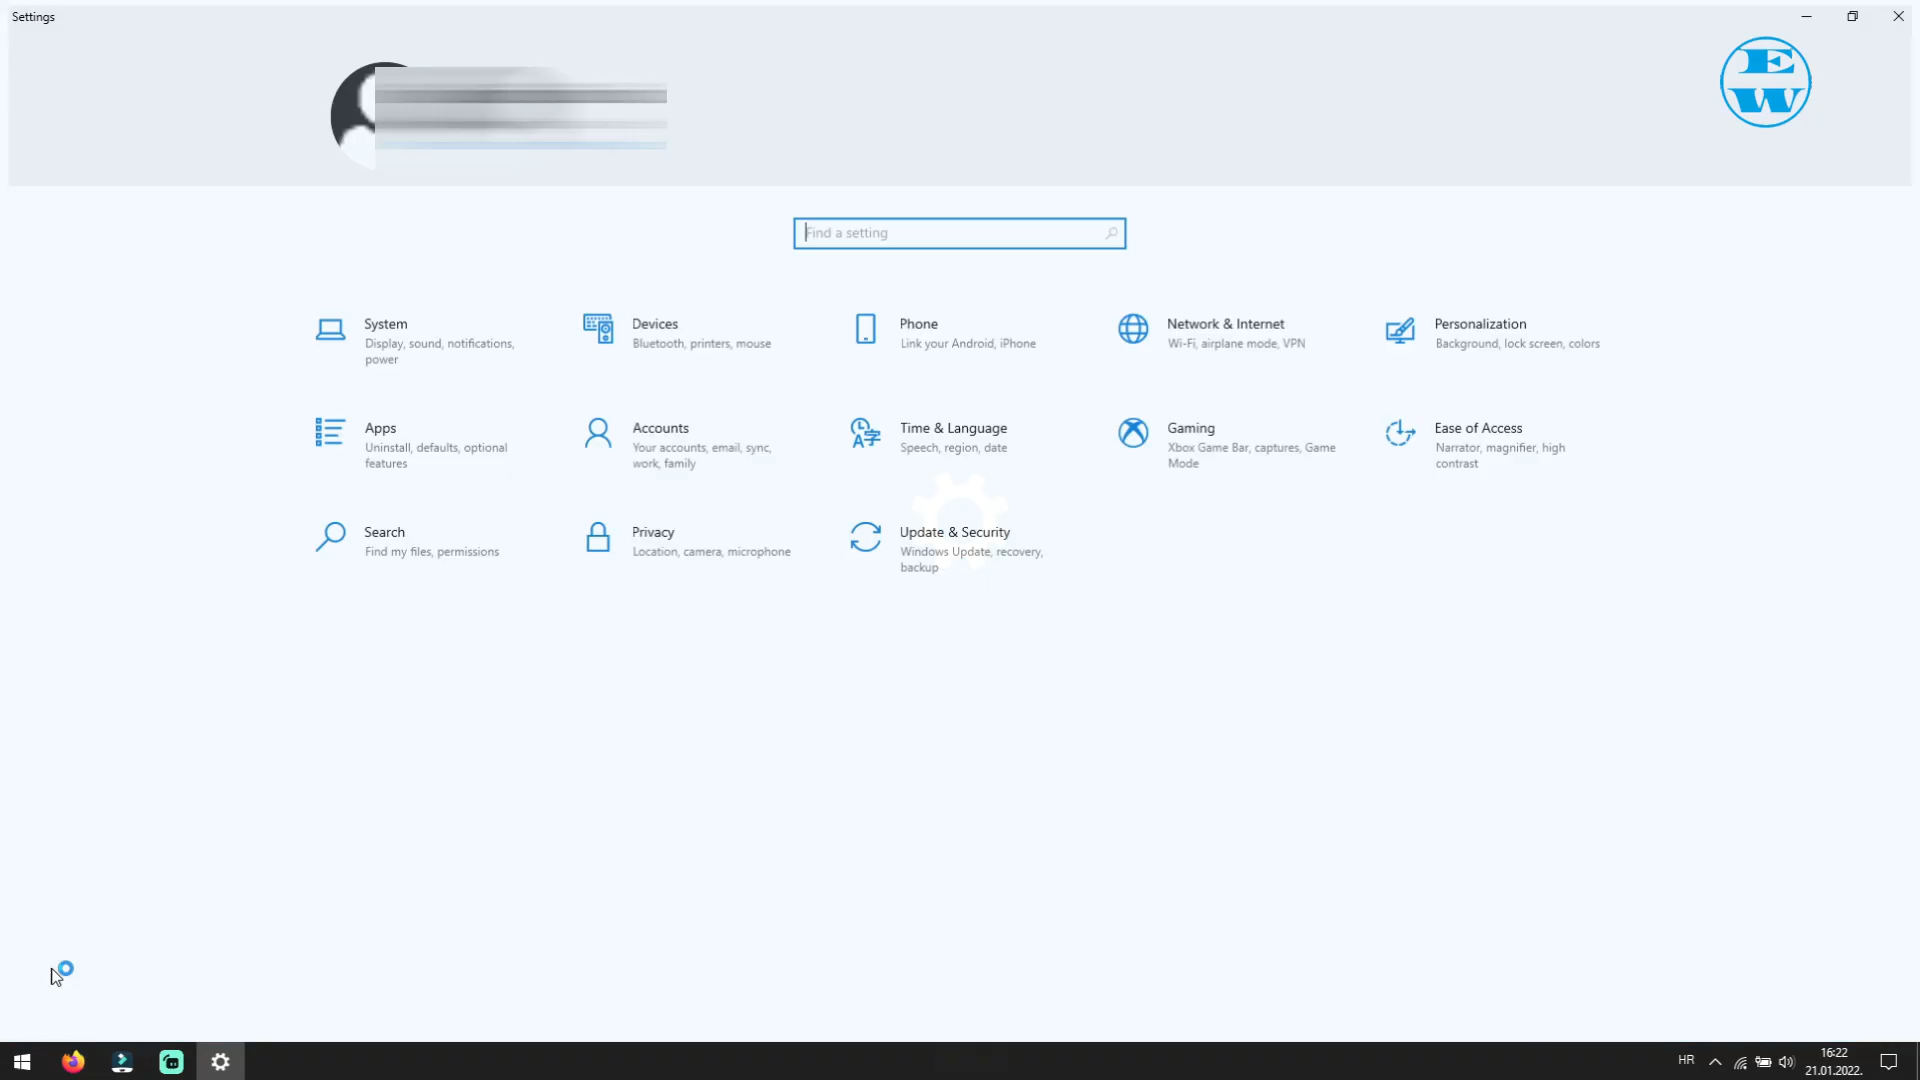 Settings
EW
Find a setting
System
Display, sound, notifications,
power
Devices
Bluetooth, printers, mouse
Phone
Link your Android, iPhone
Network & Internet
Wi-Fi, airplane mode, VPN
Personalization
Background, lock screen, colors
Apps
Uninstall, defaults, optional
features
Accounts
Your accounts, email, sync,
work, family
Time & Language
Speech, region, date
Gaming
Xbox Game Bar, captures, Game
Mode
Ease of Access
Narrator, magnifier, high
contrast
Search
Find my files, permissions
Privacy
Location, camera, microphone
Update & Security
Windows Update, recovery,
backup
HR
16:22
21.01.2022.